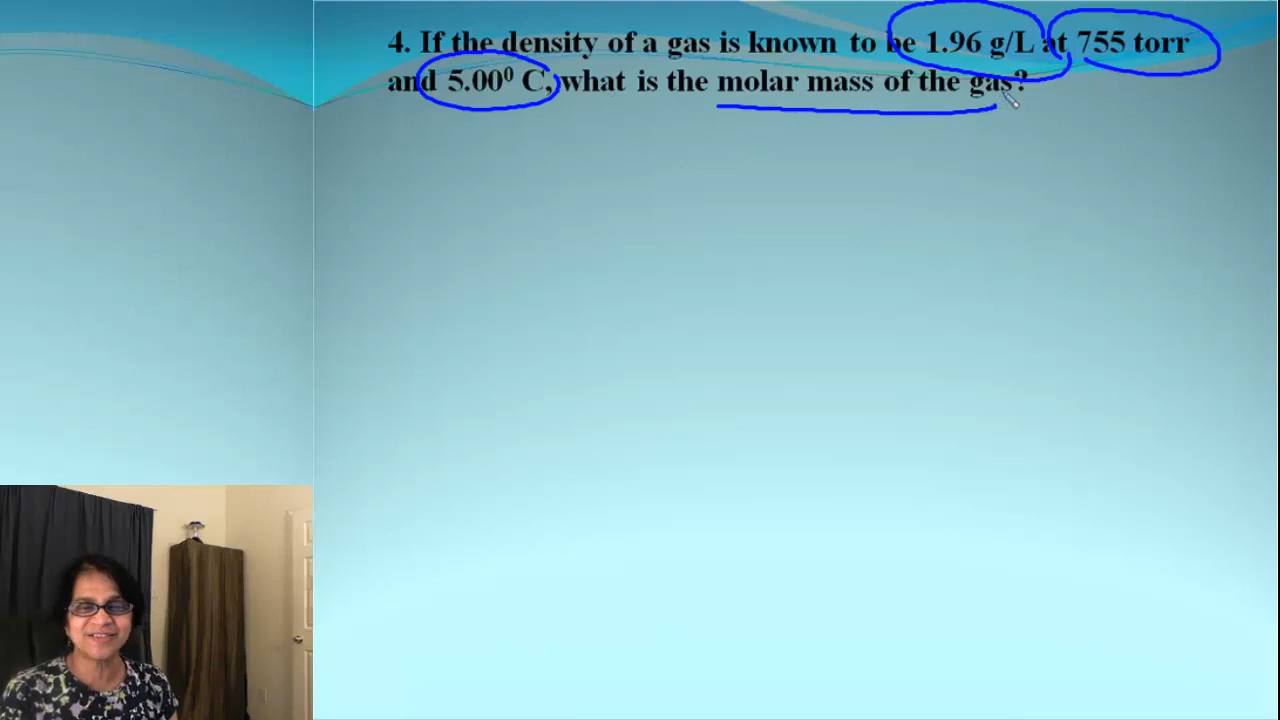 4. If the density of a gas is known to be 1.96 g/L at 755 torr
and 5.00⁰ C, what is the molar mass of the gas?